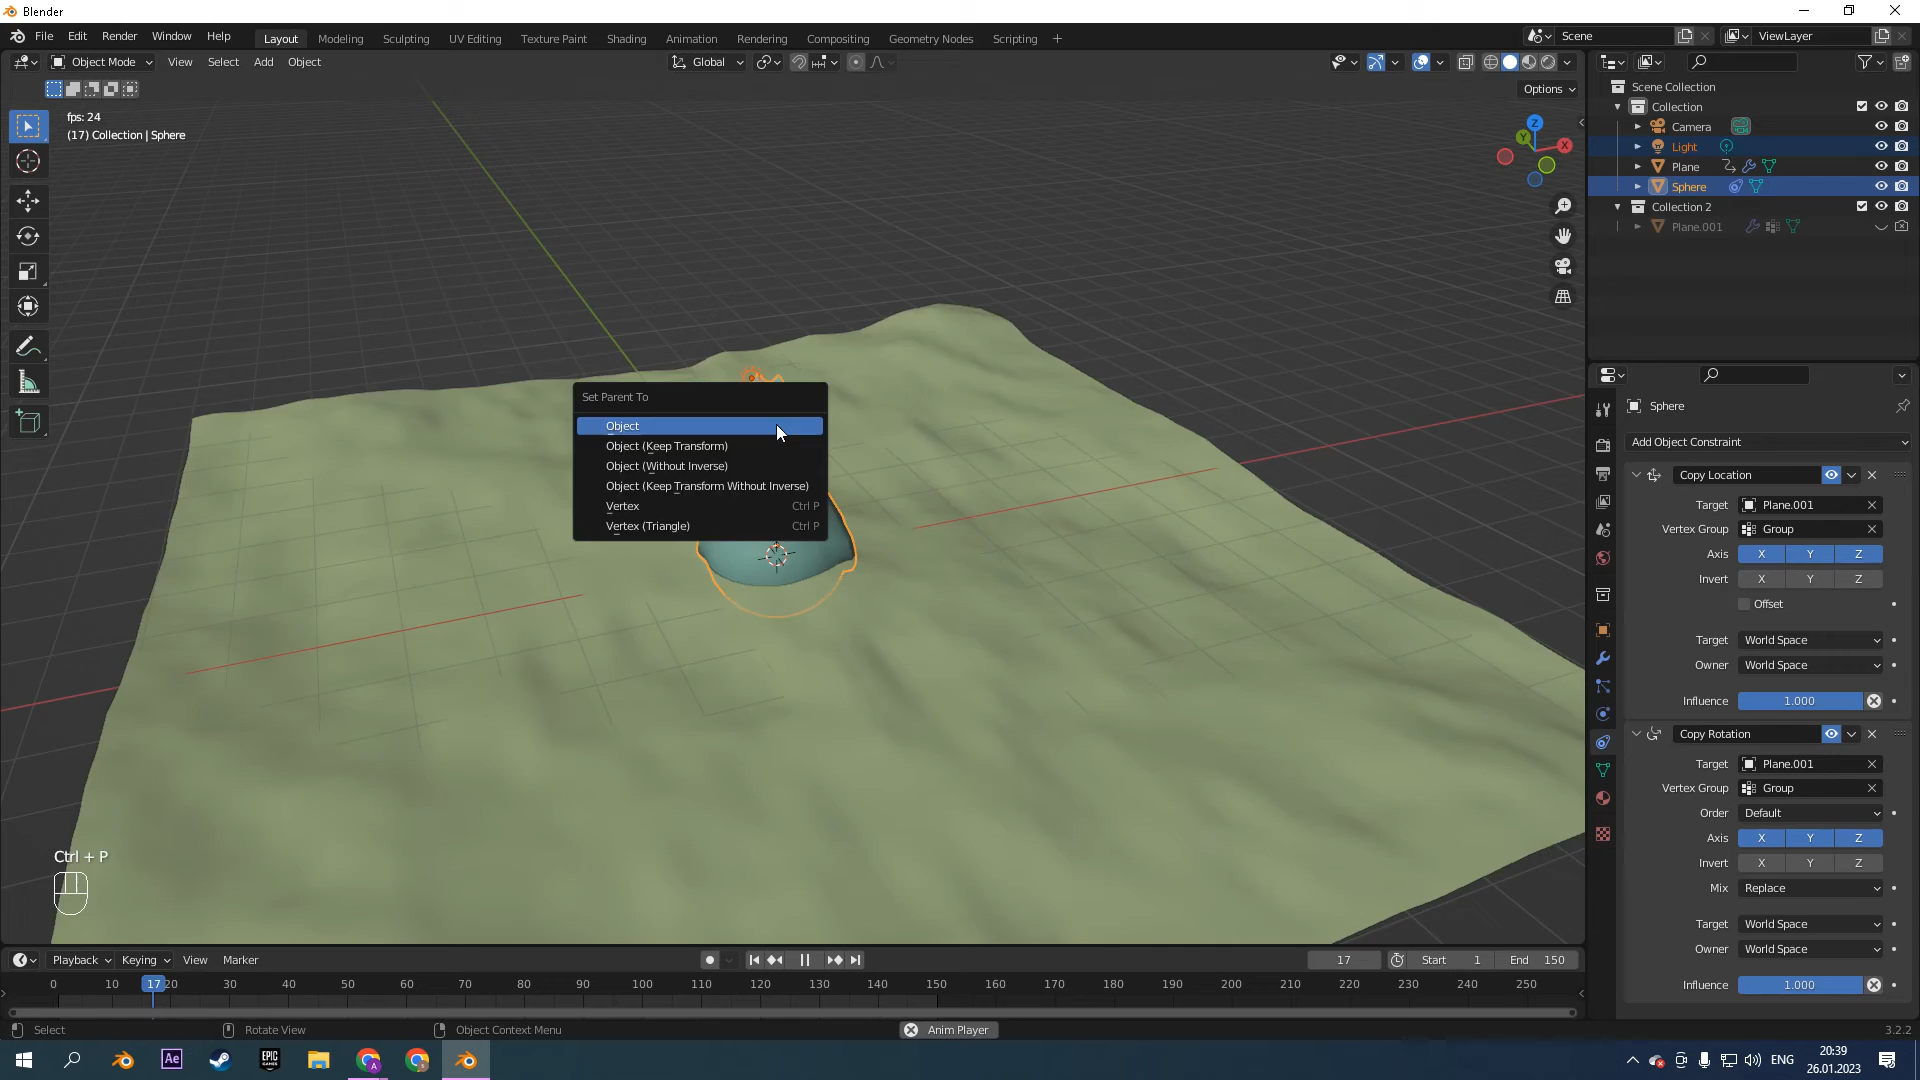 Blender
File Edit Render Window Help
Layout Modeling Sculpting UV Editing Texture Paint Shading Animation Rendering Compositing Geometry Nodes Scripting
Scene
ViewLayer
Object Mode View Select Add Object
Global
Options
fps: 24
(17) Collection | Sphere
Z
Y
X
Scene Collection
Collection
Camera
Light
Plane
Sphere
Collection 2
Plane.001
Set Parent To
Object
Object (Keep Transform)
Object (Without Inverse)
Object (Keep Transform Without Inverse)
Vertex Ctrl P
Vertex (Triangle) Ctrl P
Sphere
Add Object Constraint
Copy Location
Target Plane.001
Vertex Group Group
Axis X Y Z
Invert X Y Z
Offset
Target World Space
Owner World Space
Influence 1.000
Copy Rotation
Target Plane.001
Vertex Group Group
Order Default
Axis X Y Z
Invert X Y Z
Mix Replace
Target World Space
Owner World Space
Influence 1.000
Ctrl + P
Playback Keying View Marker
17
Start 1
End 150
0 10 17 20 30 40 50 60 70 80 90 100 110 120 130 140 150 160 170 180 190 200 210 220 230 240 250
Select Rotate View Object Context Menu
Anim Player
3.2.2
Ae
EPIC GAMES
A
ENG
20:39
26.01.2023